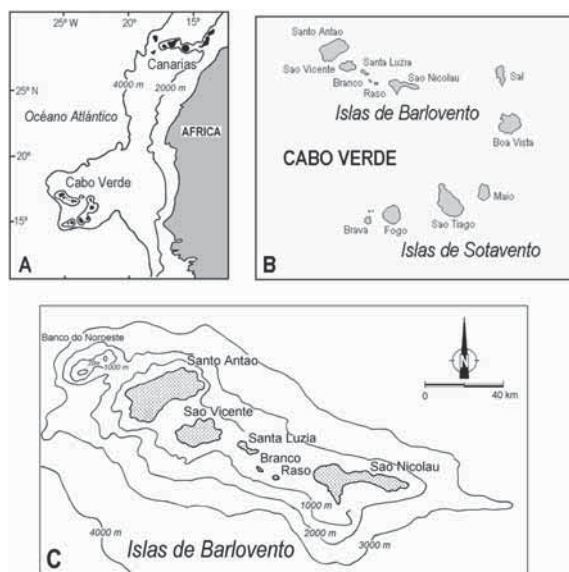 25° W 20° 15°
Canarias
4000 m
2000 m
25°N
Océano Atlántico
AFRICA
20°
Cabo Verde
15°
A
Santo Antao
Sao Vicente
Santa Luzia
Branco
Raso
Sao Nicolau
Sal
Islas de Barlovento
Boa Vista
CABO VERDE
Maio
Sao Tiago
Brava
Fogo
Islas de Sotavento
B
Banco do Noroeste
1000 m
Santo Antao
N
Sao Vicente
0 40 km
Santa Luzia
Branco
Raso
Sao Nicolau
1000 m
2000 m
3000 m
4000 m
Islas de Barlovento
C